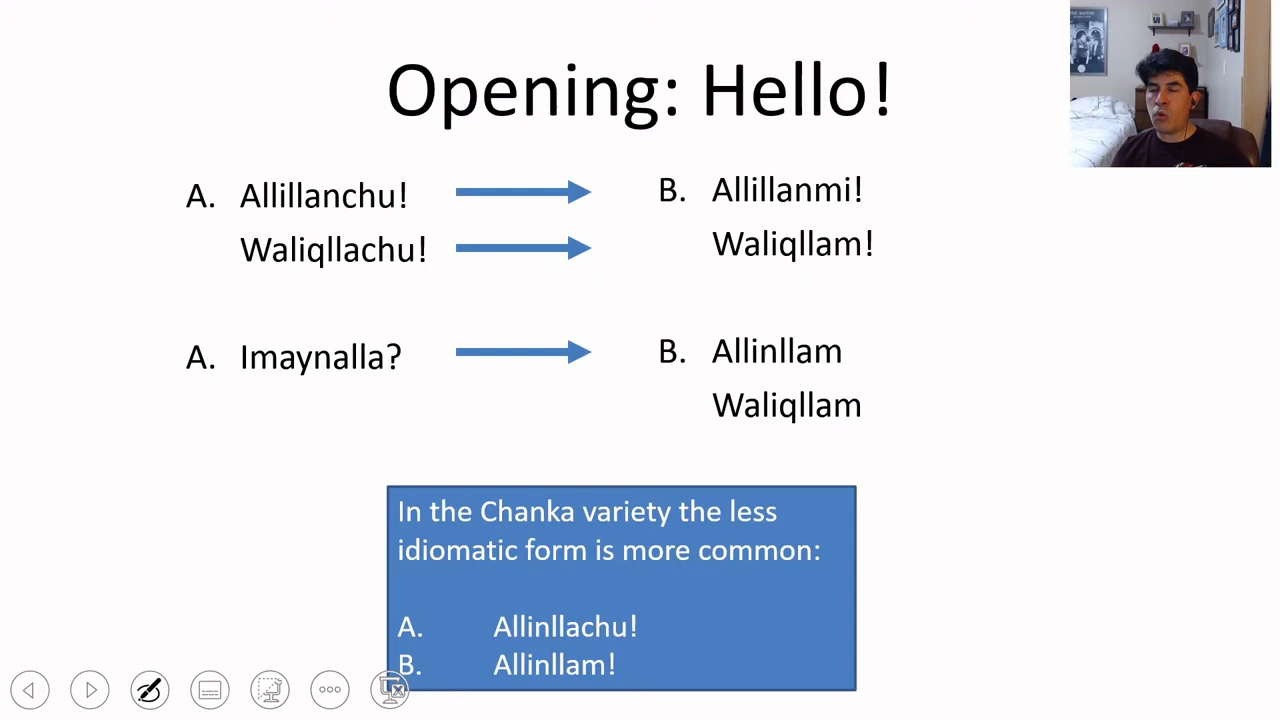 Opening: Hello!
A. Allillanchu!
Waliqllachu!
B. Allillanmi!
Waliqllam!
A. Imaynalla?
B. Allinllam
Waliqllam
In the Chanka variety the less
idiomatic form is more common:
A. Allinllachu!
B. Allinllam!